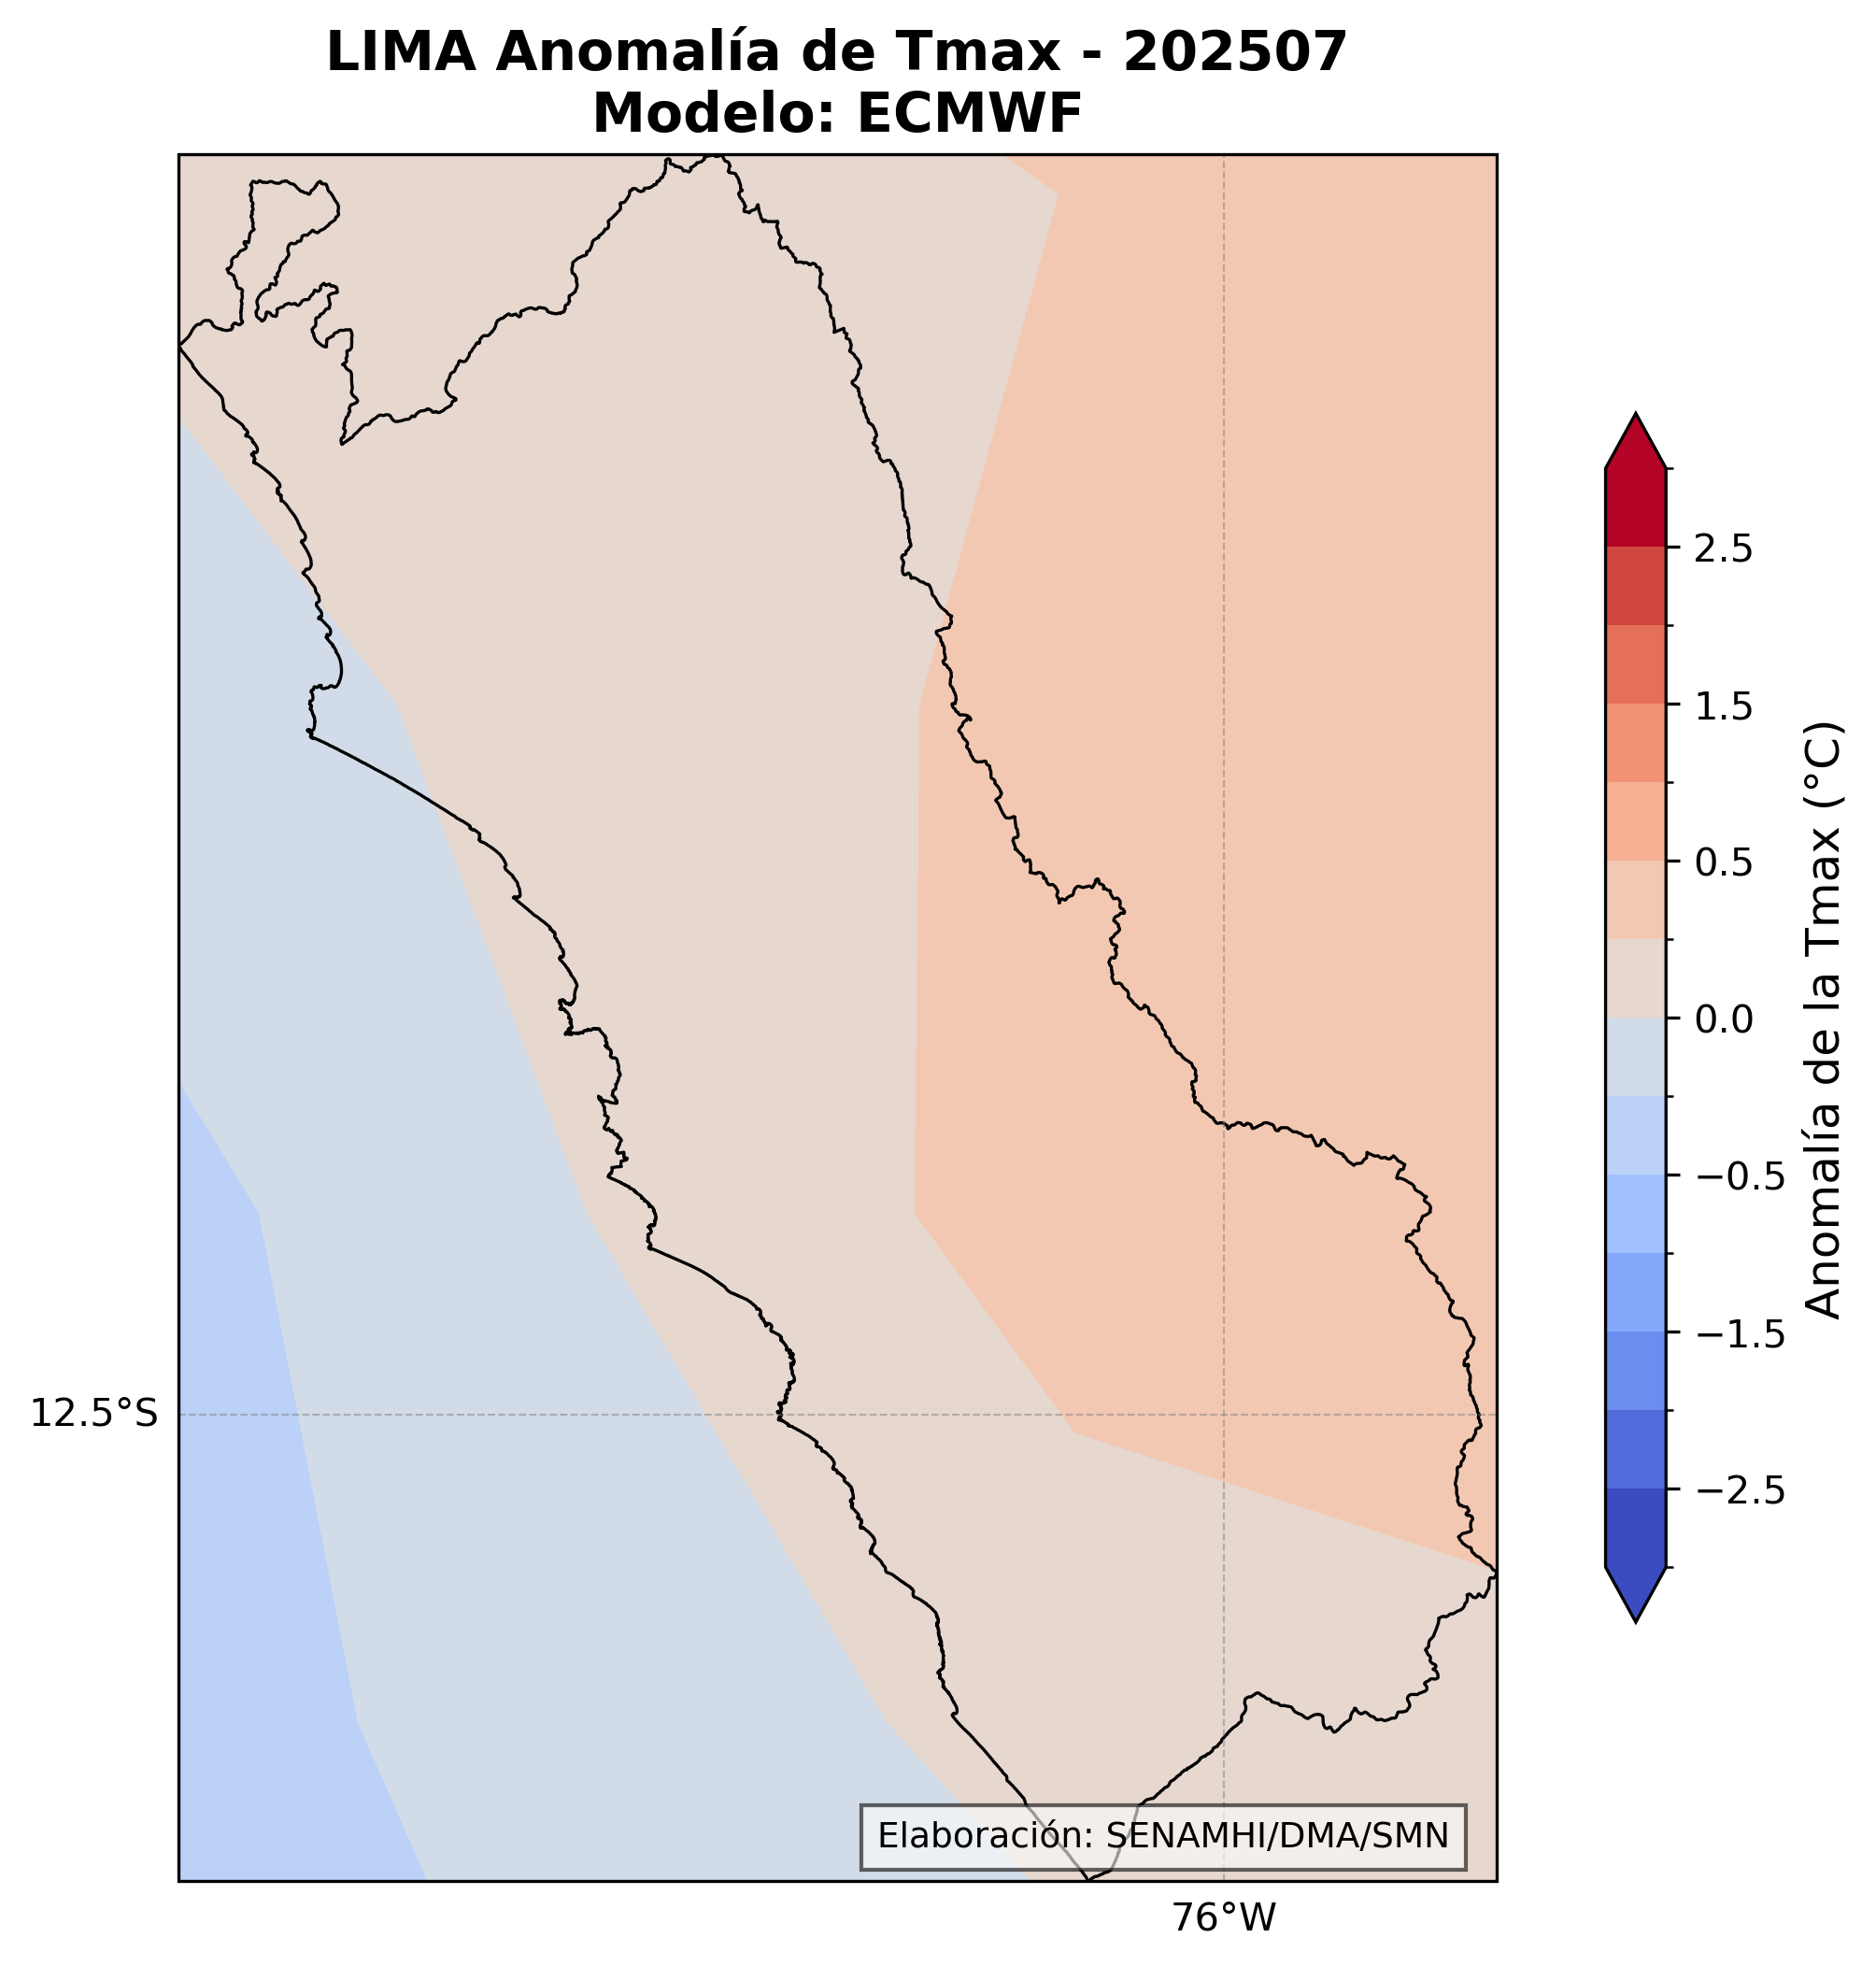 LIMA Anomalía de Tmax - 202507
Modelo: ECMWF
2.5
1.5
0.5
0.0
−0.5
−1.5
−2.5
Anomalía de la Tmax (°C)
12.5°S
Elaboración: SENAMHI/DMA/SMN
76°W